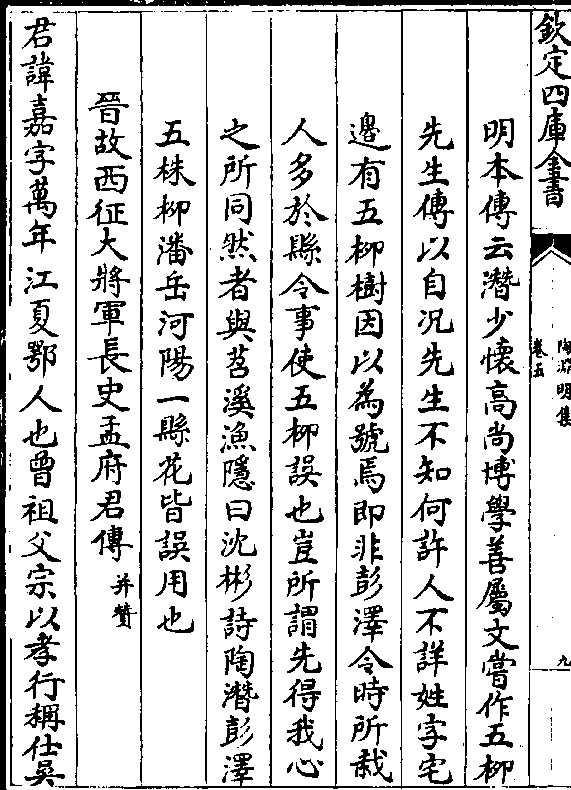 欽定四庫全書
陶淵明集
卷五
九
明本傳云潛少懷高尚博學善屬文嘗作五柳
先生傳以自况先生不知何許人不詳姓字宅
邉有五柳樹因以為號焉即非彭澤令時所栽
人多於縣令事使五柳誤也豈所謂先得我心
之所同然者與苕溪漁隱曰沈彬詩陶潛彭澤
五株柳潘岳河陽一縣花皆誤用也
晉故西征大將軍長史孟府君傳并贊
君諱嘉字萬年江夏鄂人也曾祖父宗以孝行稱仕吳